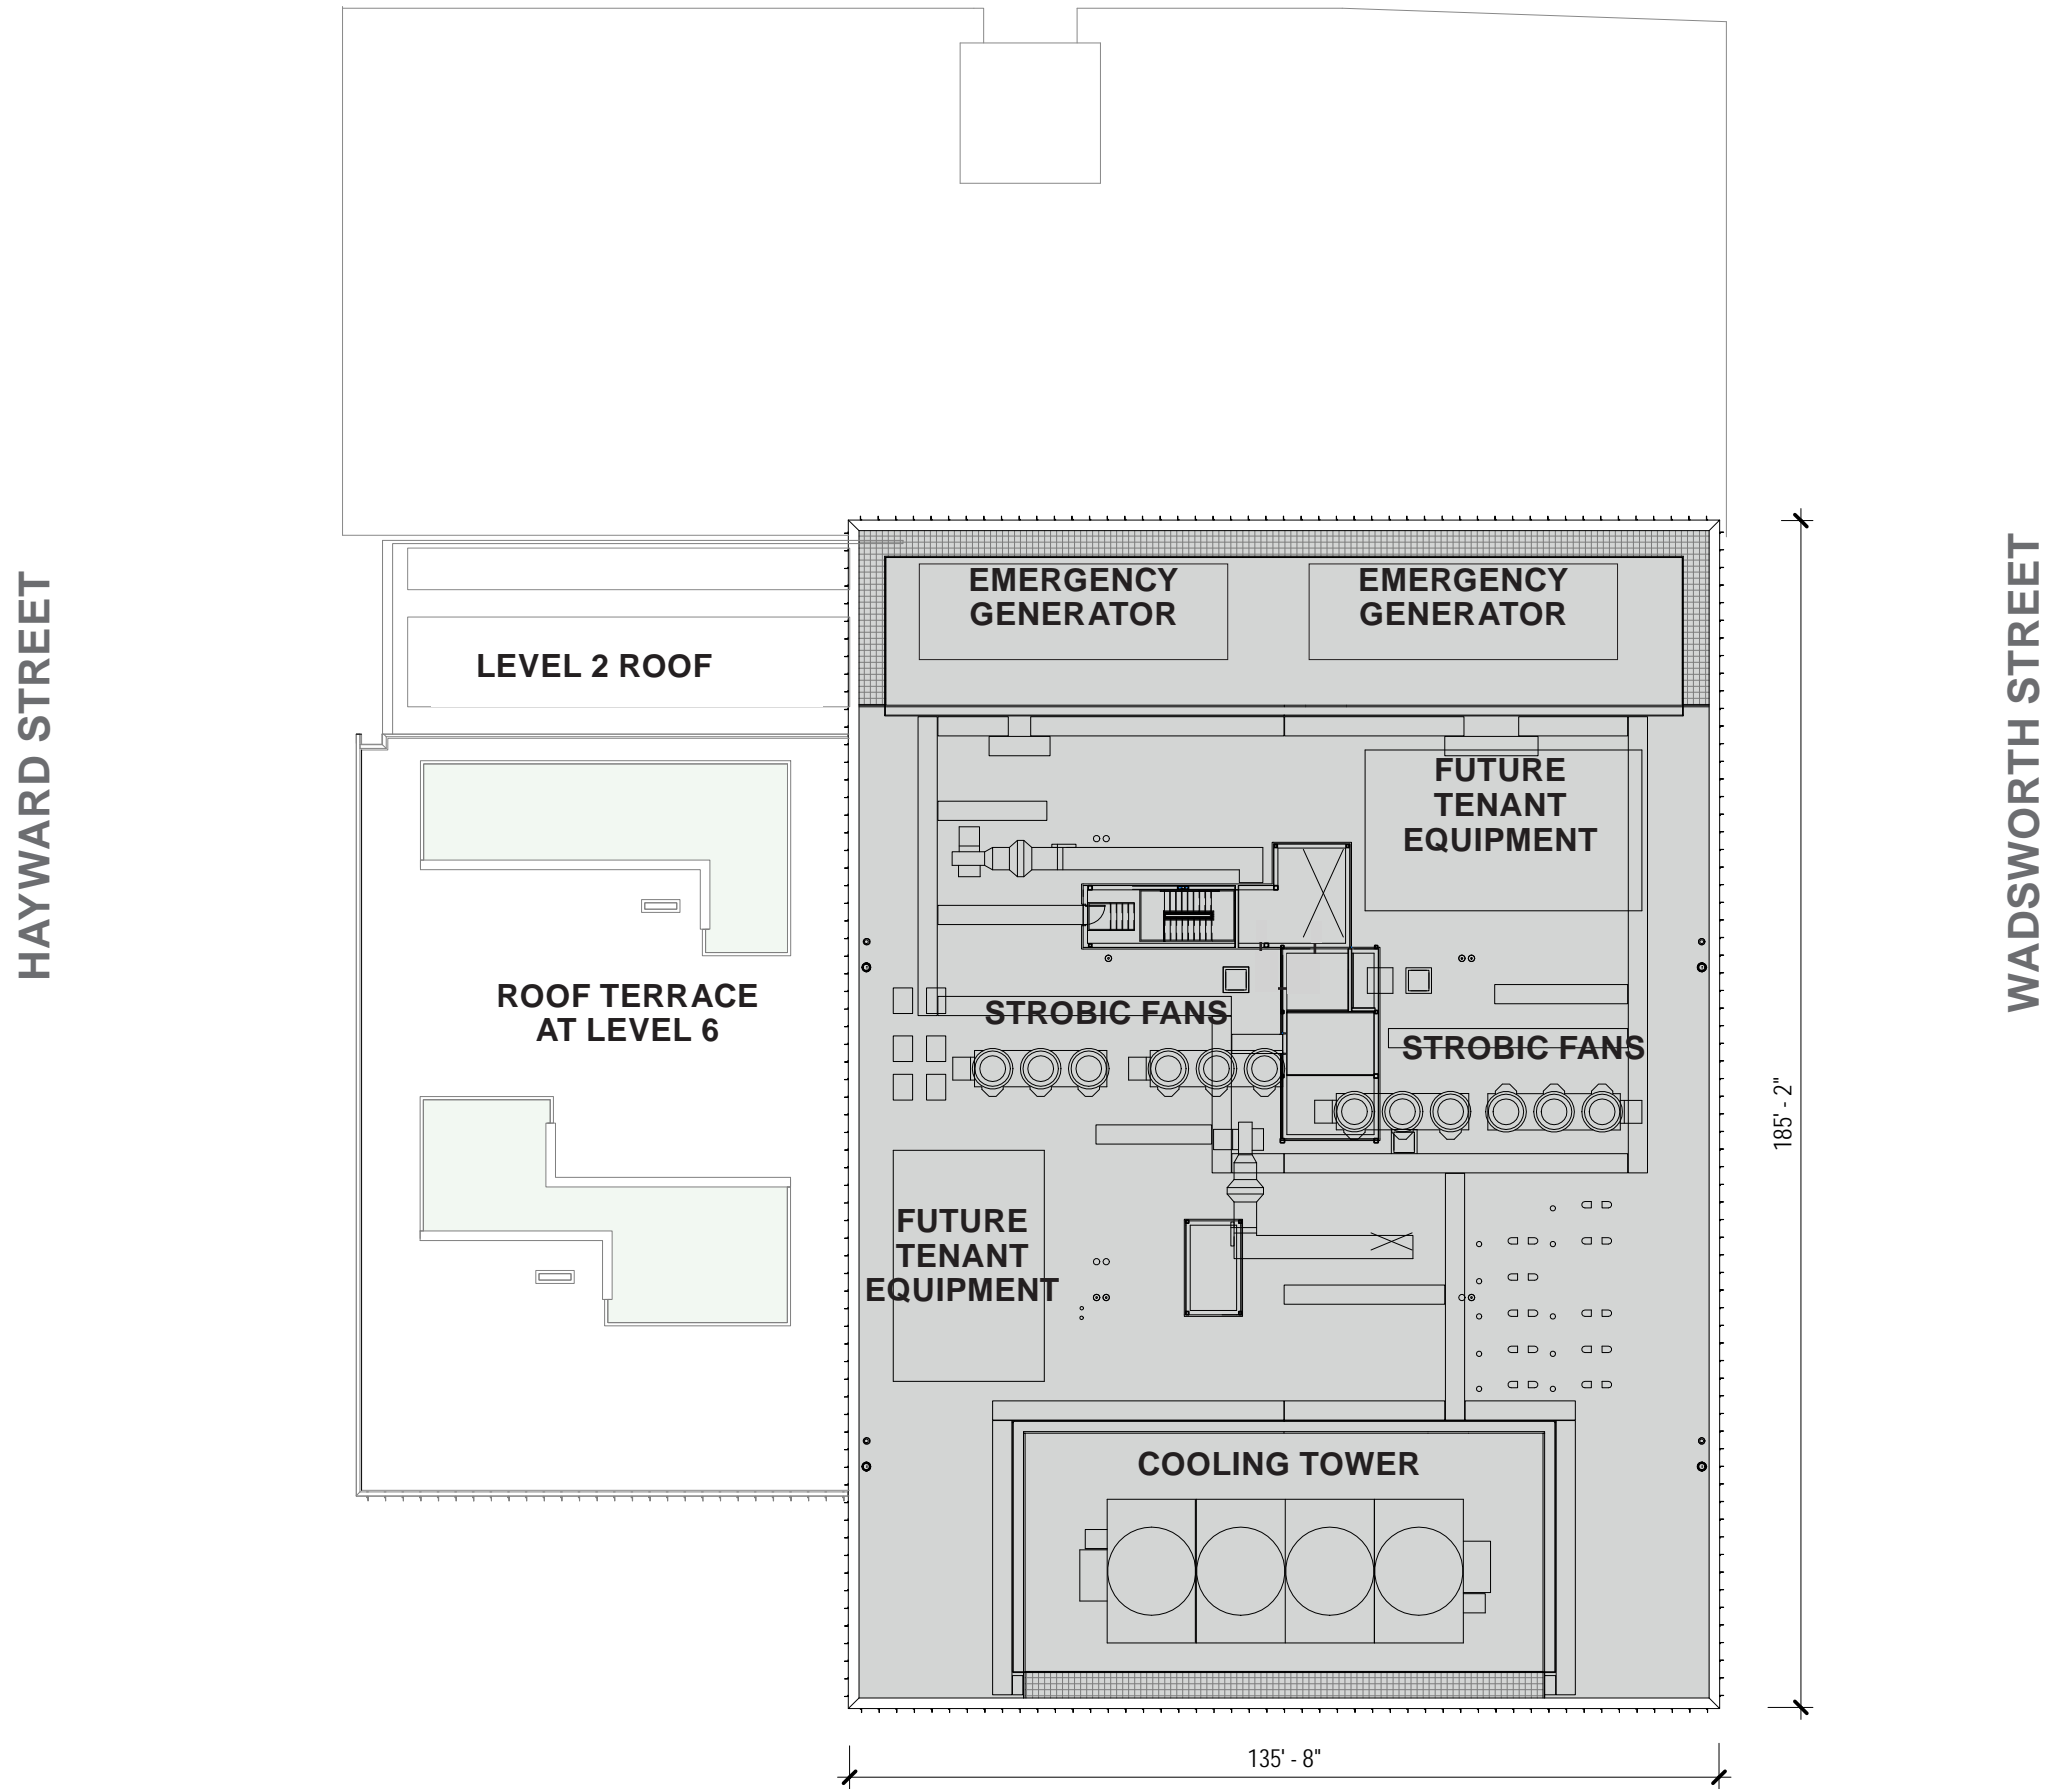 EMERGENCY
GENERATOR
EMERGENCY
GENERATOR
LEVEL 2 ROOF
HAYWARD STREET
WADSWORTH STREET
FUTURE
TENANT
EQUIPMENT
ROOF TERRACE
AT LEVEL 6
STROBIC FANS
STROBIC FANS
185' - 2"
FUTURE
TENANT
EQUIPMENT
COOLING TOWER
135' - 8"